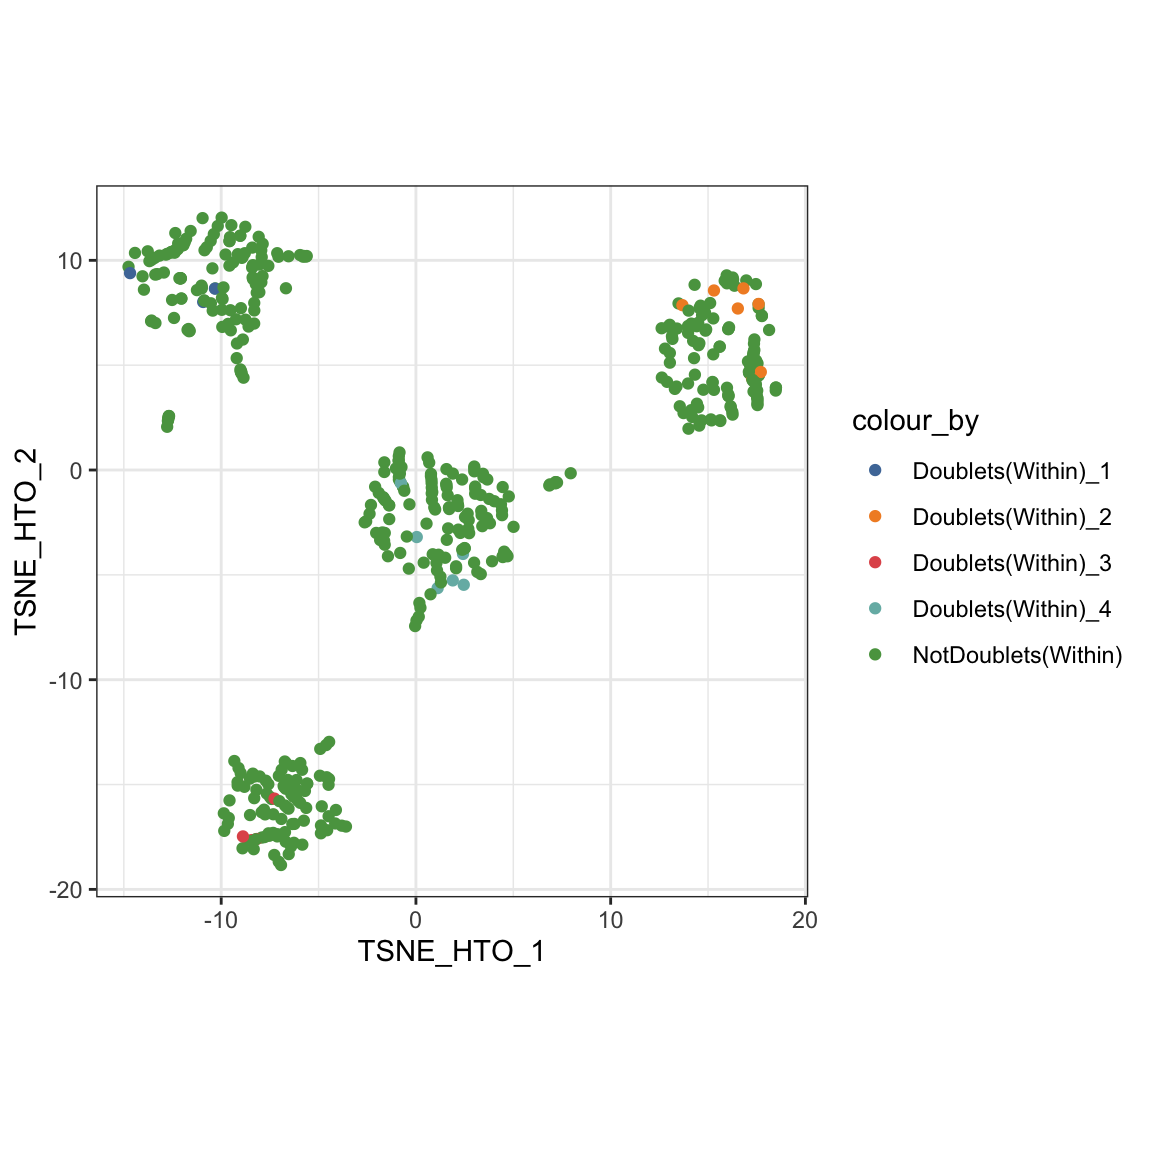 10
0
-10
-20
-10
0
10
20
TSNE_HTO_1
TSNE_HTO_2
colour_by
Doublets(Within)_1
Doublets(Within)_2
Doublets(Within)_3
Doublets(Within)_4
NotDoublets(Within)